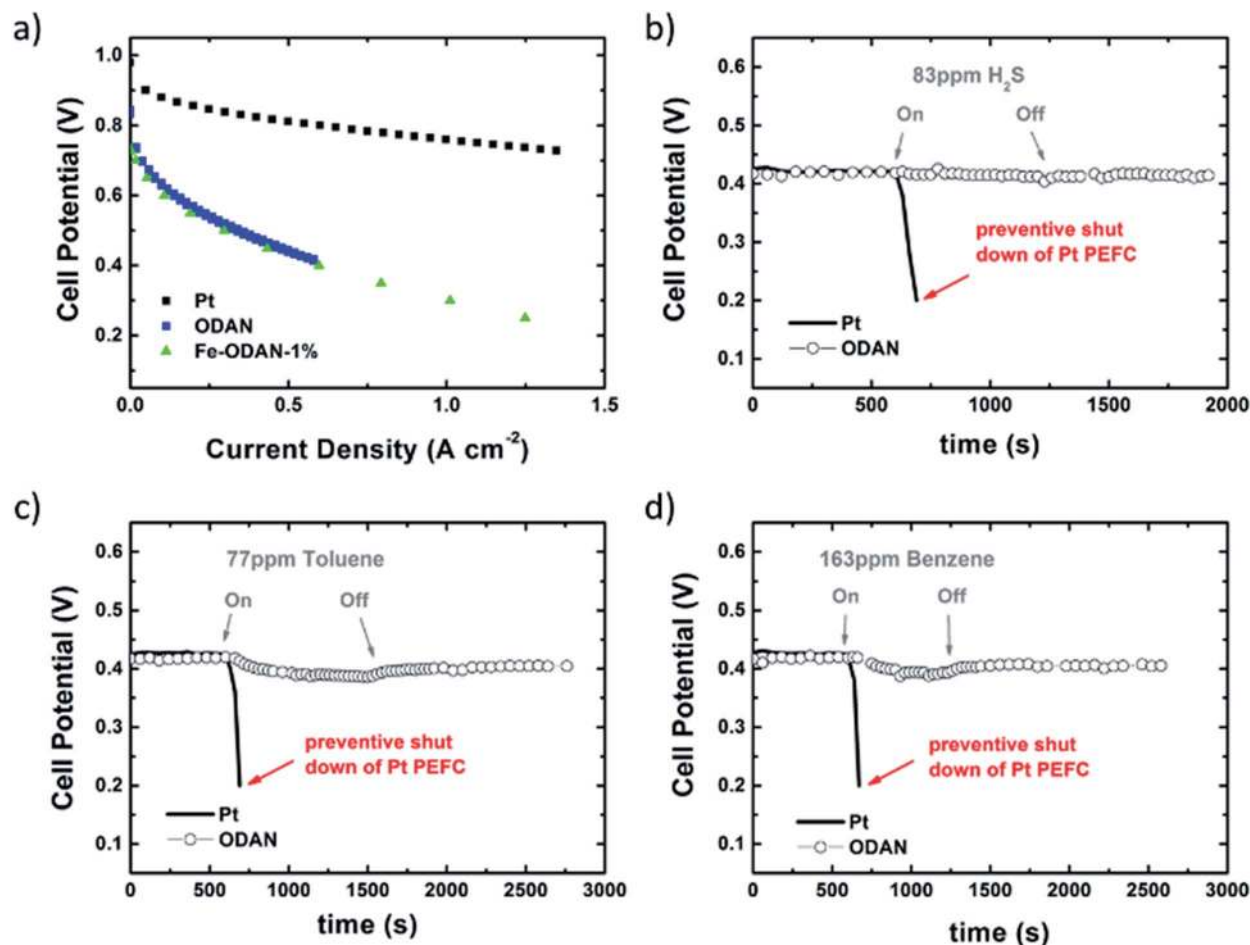 a)
1.0
0.8
0.6
0.4
0.2
Cell Potential (V)
Pt
ODAN
Fe-ODAN-1%
0.0 0.5 1.0 1.5
Current Density (A cm⁻²)
b)
0.6
0.5
0.4
0.3
0.2
0.1
Cell Potential (V)
83ppm H₂S
On Off
preventive shut
down of Pt PEFC
Pt
ODAN
0 500 1000 1500 2000
time (s)
c)
0.6
0.5
0.4
0.3
0.2
0.1
Cell Potential (V)
77ppm Toluene
On Off
preventive shut
down of Pt PEFC
Pt
ODAN
0 500 1000 1500 2000 2500 3000
time (s)
d)
0.6
0.5
0.4
0.3
0.2
0.1
Cell Potential (V)
163ppm Benzene
On Off
preventive shut
down of Pt PEFC
Pt
ODAN
0 500 1000 1500 2000 2500 3000
time (s)